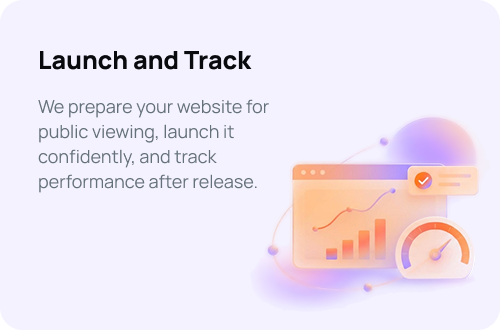 Launch and Track
We prepare your website for
public viewing, launch it
confidently, and track
performance after release.